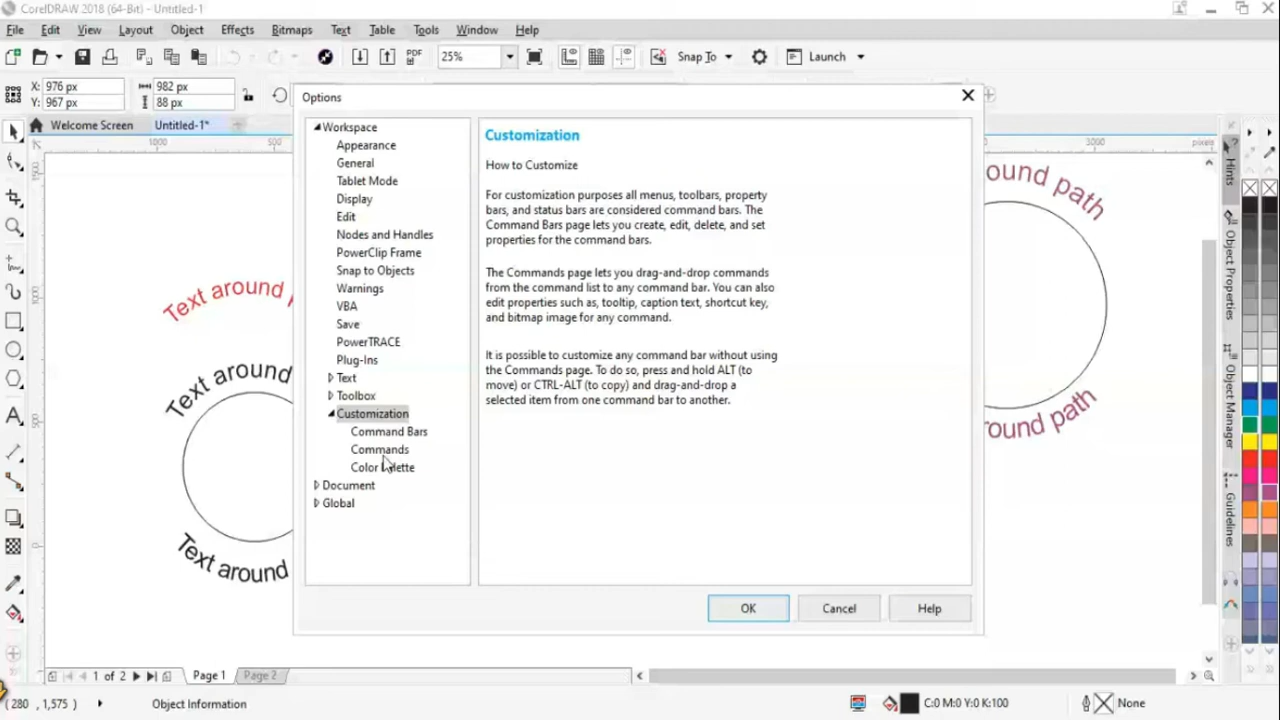 CorelDRAW 2018 (64-Bit) - Untitled-1
File Edit View Layout Object Effects Bitmaps Text Table Tools Window Help
PDF 25% Snap To Launch
X: 976 px 982 px
Y: 967 px 88 px
Welcome Screen Untitled-1*
1000 500 3000 pixels
1500
1000
500
0
Text around
Text around
Text around
ound path
ound path
Options
Workspace
Appearance
General
Tablet Mode
Display
Edit
Nodes and Handles
PowerClip Frame
Snap to Objects
Warnings
VBA
Save
PowerTRACE
Plug-Ins
Text
Toolbox
Customization
Command Bars
Commands
Color
Document
Global
Customization
How to Customize
For customization purposes all menus, toolbars, property
bars, and status bars are considered command bars. The
Command Bars page lets you create, edit, delete, and set
properties for the command bars.
The Commands page lets you drag-and-drop commands
from the command list to any command bar. You can also
edit properties such as, tooltip, caption text, shortcut key,
and bitmap image for any command.
It is possible to customize any command bar without using
the Commands page. To do so, press and hold ALT (to
move) or CTRL-ALT (to copy) and drag-and-drop a
selected item from one command bar to another.
OK Cancel Help
Hints
Object Properties
Object Manager
Guidelines
1 of 2 Page 1 Page 2
(280 , 1,575 ) Object Information C:0 M:0 Y:0 K:100 None